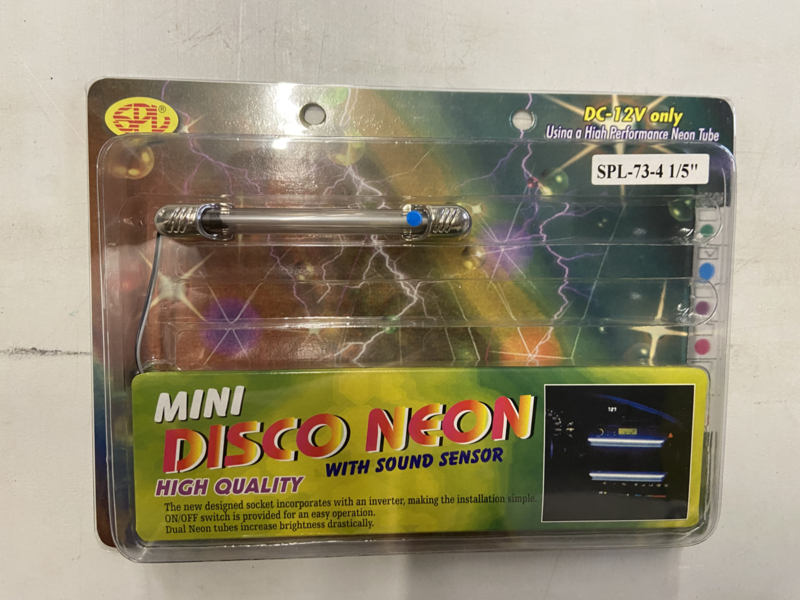 SPL®
DC-12V only
Using a High Performance Neon Tube
SPL-73-4 1/5"
MINI
DISCO NEON
WITH SOUND SENSOR
HIGH QUALITY
The new designed socket incorporates with an inverter, making the installation simple.
ON/OFF switch is provided for an easy operation.
Dual Neon tubes increase brightness drastically.